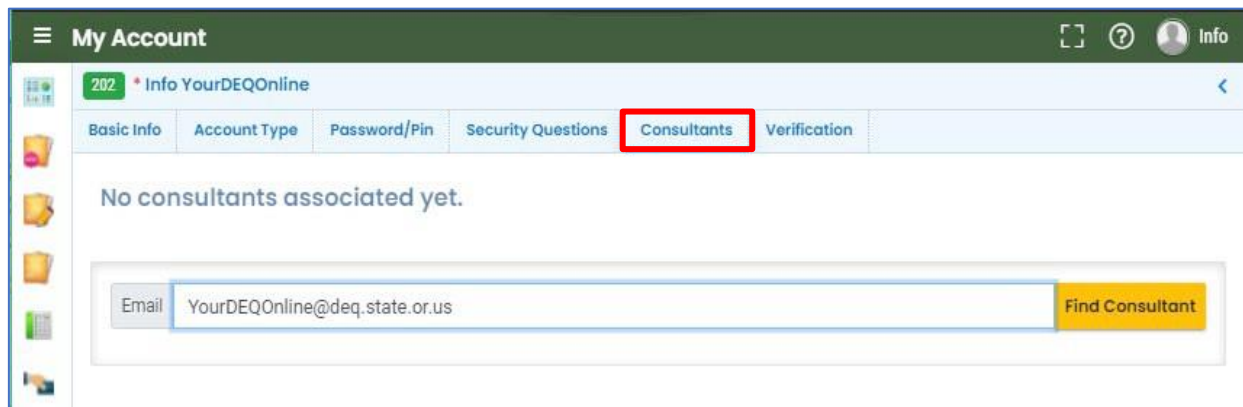 My Account
Info
202 * Info YourDEQOnline
Basic Info Account Type Password/Pin Security Questions Consultants Verification
No consultants associated yet.
Email YourDEQOnline@deq.state.or.us Find Consultant